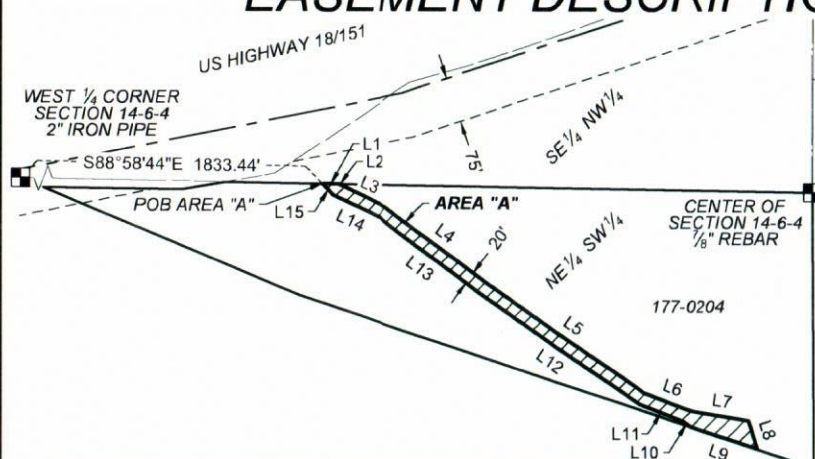 EASEMENT DESCRIPTIO
US HIGHWAY 18/151
WEST ¼ CORNER
SECTION 14-6-4
2" IRON PIPE
S88°58'44"E 1833.44'
L1
L2
L3
75'
SE¼ NW¼
POB AREA "A"
L15
L14
AREA "A"
CENTER OF
SECTION 14-6-4
⅞" REBAR
L4
20'
L13
NE¼ SW¼
177-0204
L5
L12
L6
L7
L8
L11
L10
L9